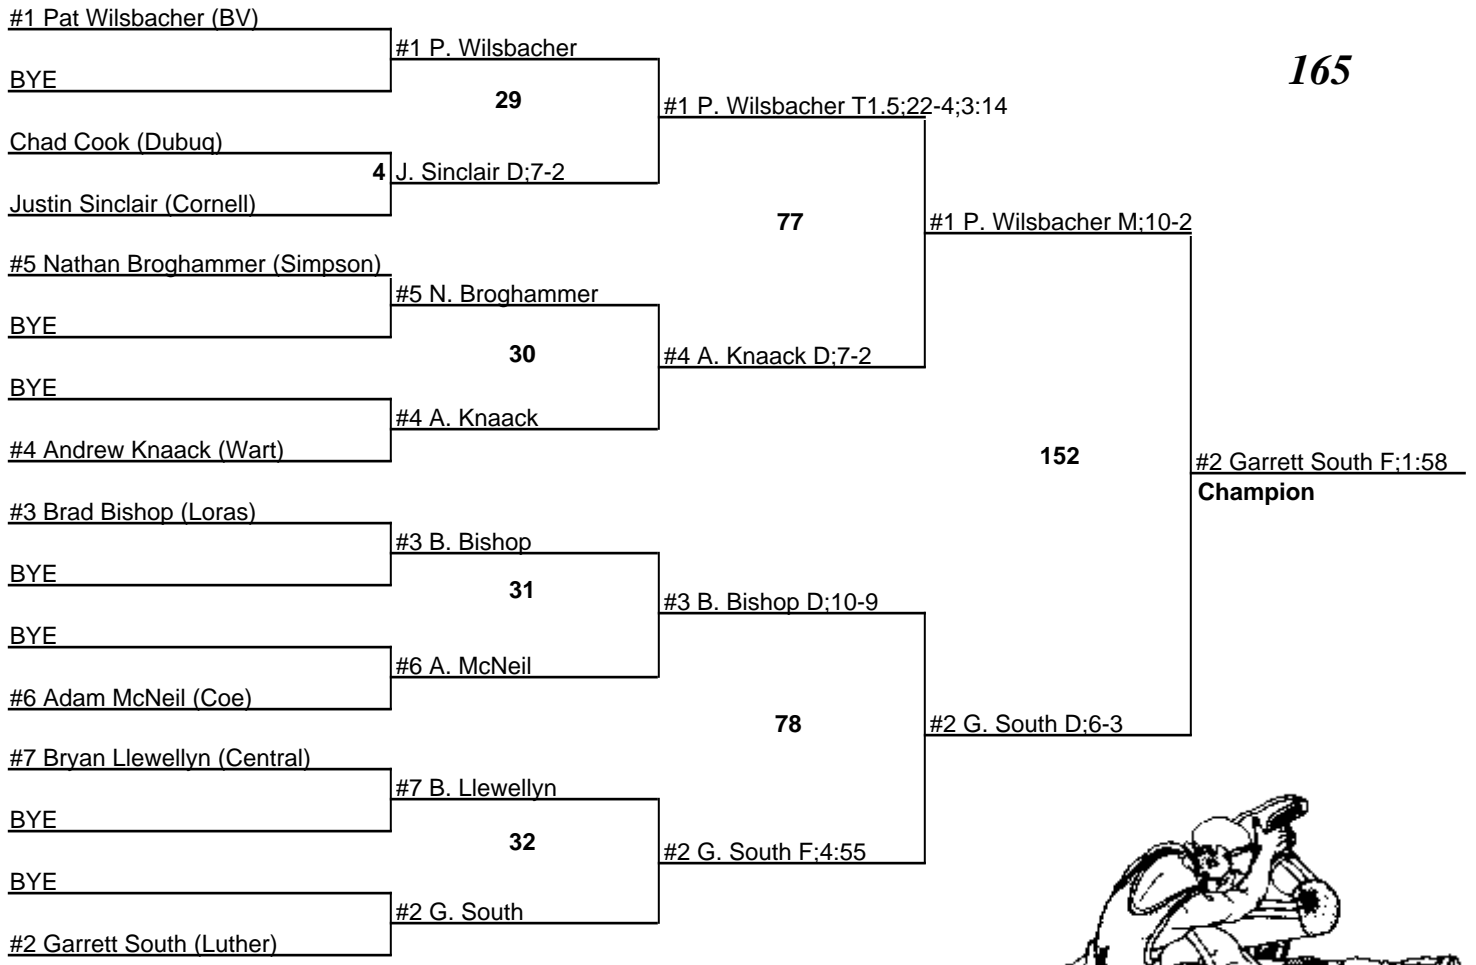 #1 Pat Wilsbacher (BV)
#1 P. Wilsbacher
165
BYE
29
#1 P. Wilsbacher T1.5;22-4;3:14
Chad Cook (Dubuq)
4 J. Sinclair D;7-2
Justin Sinclair (Cornell)
77
#1 P. Wilsbacher M;10-2
#5 Nathan Broghammer (Simpson)
#5 N. Broghammer
BYE
30
#4 A. Knaack D;7-2
BYE
#4 A. Knaack
#4 Andrew Knaack (Wart)
152
#2 Garrett South F;1:58
Champion
#3 Brad Bishop (Loras)
#3 B. Bishop
BYE
31
#3 B. Bishop D;10-9
BYE
#6 A. McNeil
#6 Adam McNeil (Coe)
78
#2 G. South D;6-3
#7 Bryan Llewellyn (Central)
#7 B. Llewellyn
BYE
32
#2 G. South F;4:55
BYE
#2 G. South
#2 Garrett South (Luther)